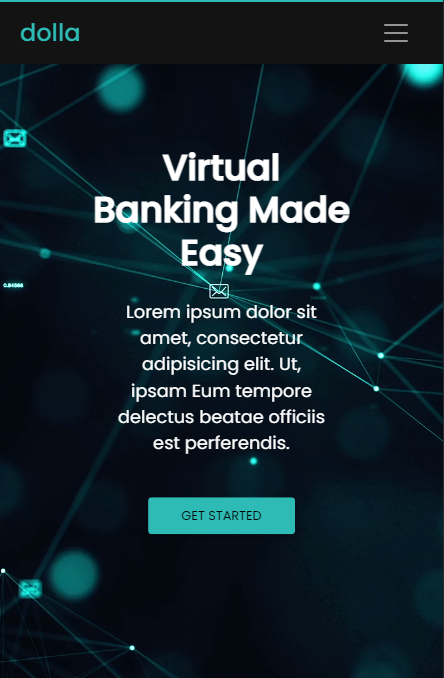 dolla
Virtual
Banking Made
Easy
Lorem ipsum dolor sit
amet, consectetur
adipisicing elit. Ut,
ipsam Eum tempore
delectus beatae officiis
est perferendis.
GET STARTED